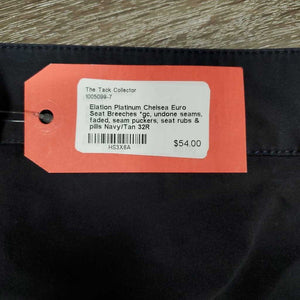 The Tack Collector
1005099-7
Elation Platinum Chelsea Euro
Seat Breeches *gc, undone seams,
faded, seam puckers, seat rubs &
pills Navy/Tan 32R
HS3X6A
$54.00